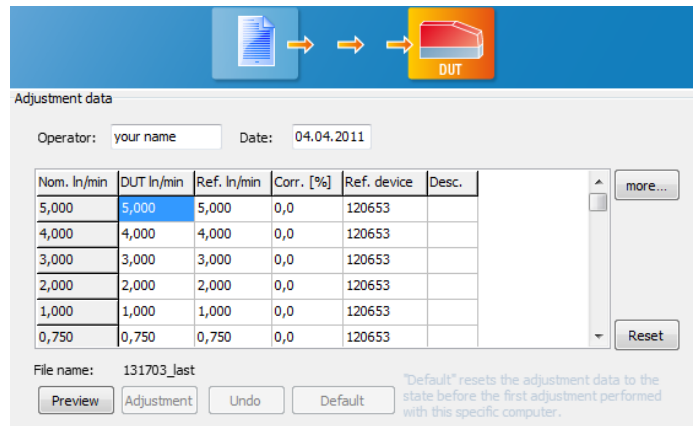 DUT
Adjustment data
Operator: your name Date: 04.04.2011
Nom. ln/min DUT ln/min Ref. ln/min Corr. [%] Ref. device Desc.
more...
5,000 5,000 5,000 0,0 120653
4,000 4,000 4,000 0,0 120653
3,000 3,000 3,000 0,0 120653
2,000 2,000 2,000 0,0 120653
1,000 1,000 1,000 0,0 120653
0,750 0,750 0,750 0,0 120653
Reset
File name: 131703_last
"Default" resets the adjustment data to the
state before the first adjustment performed
with this specific computer.
Preview Adjustment Undo Default